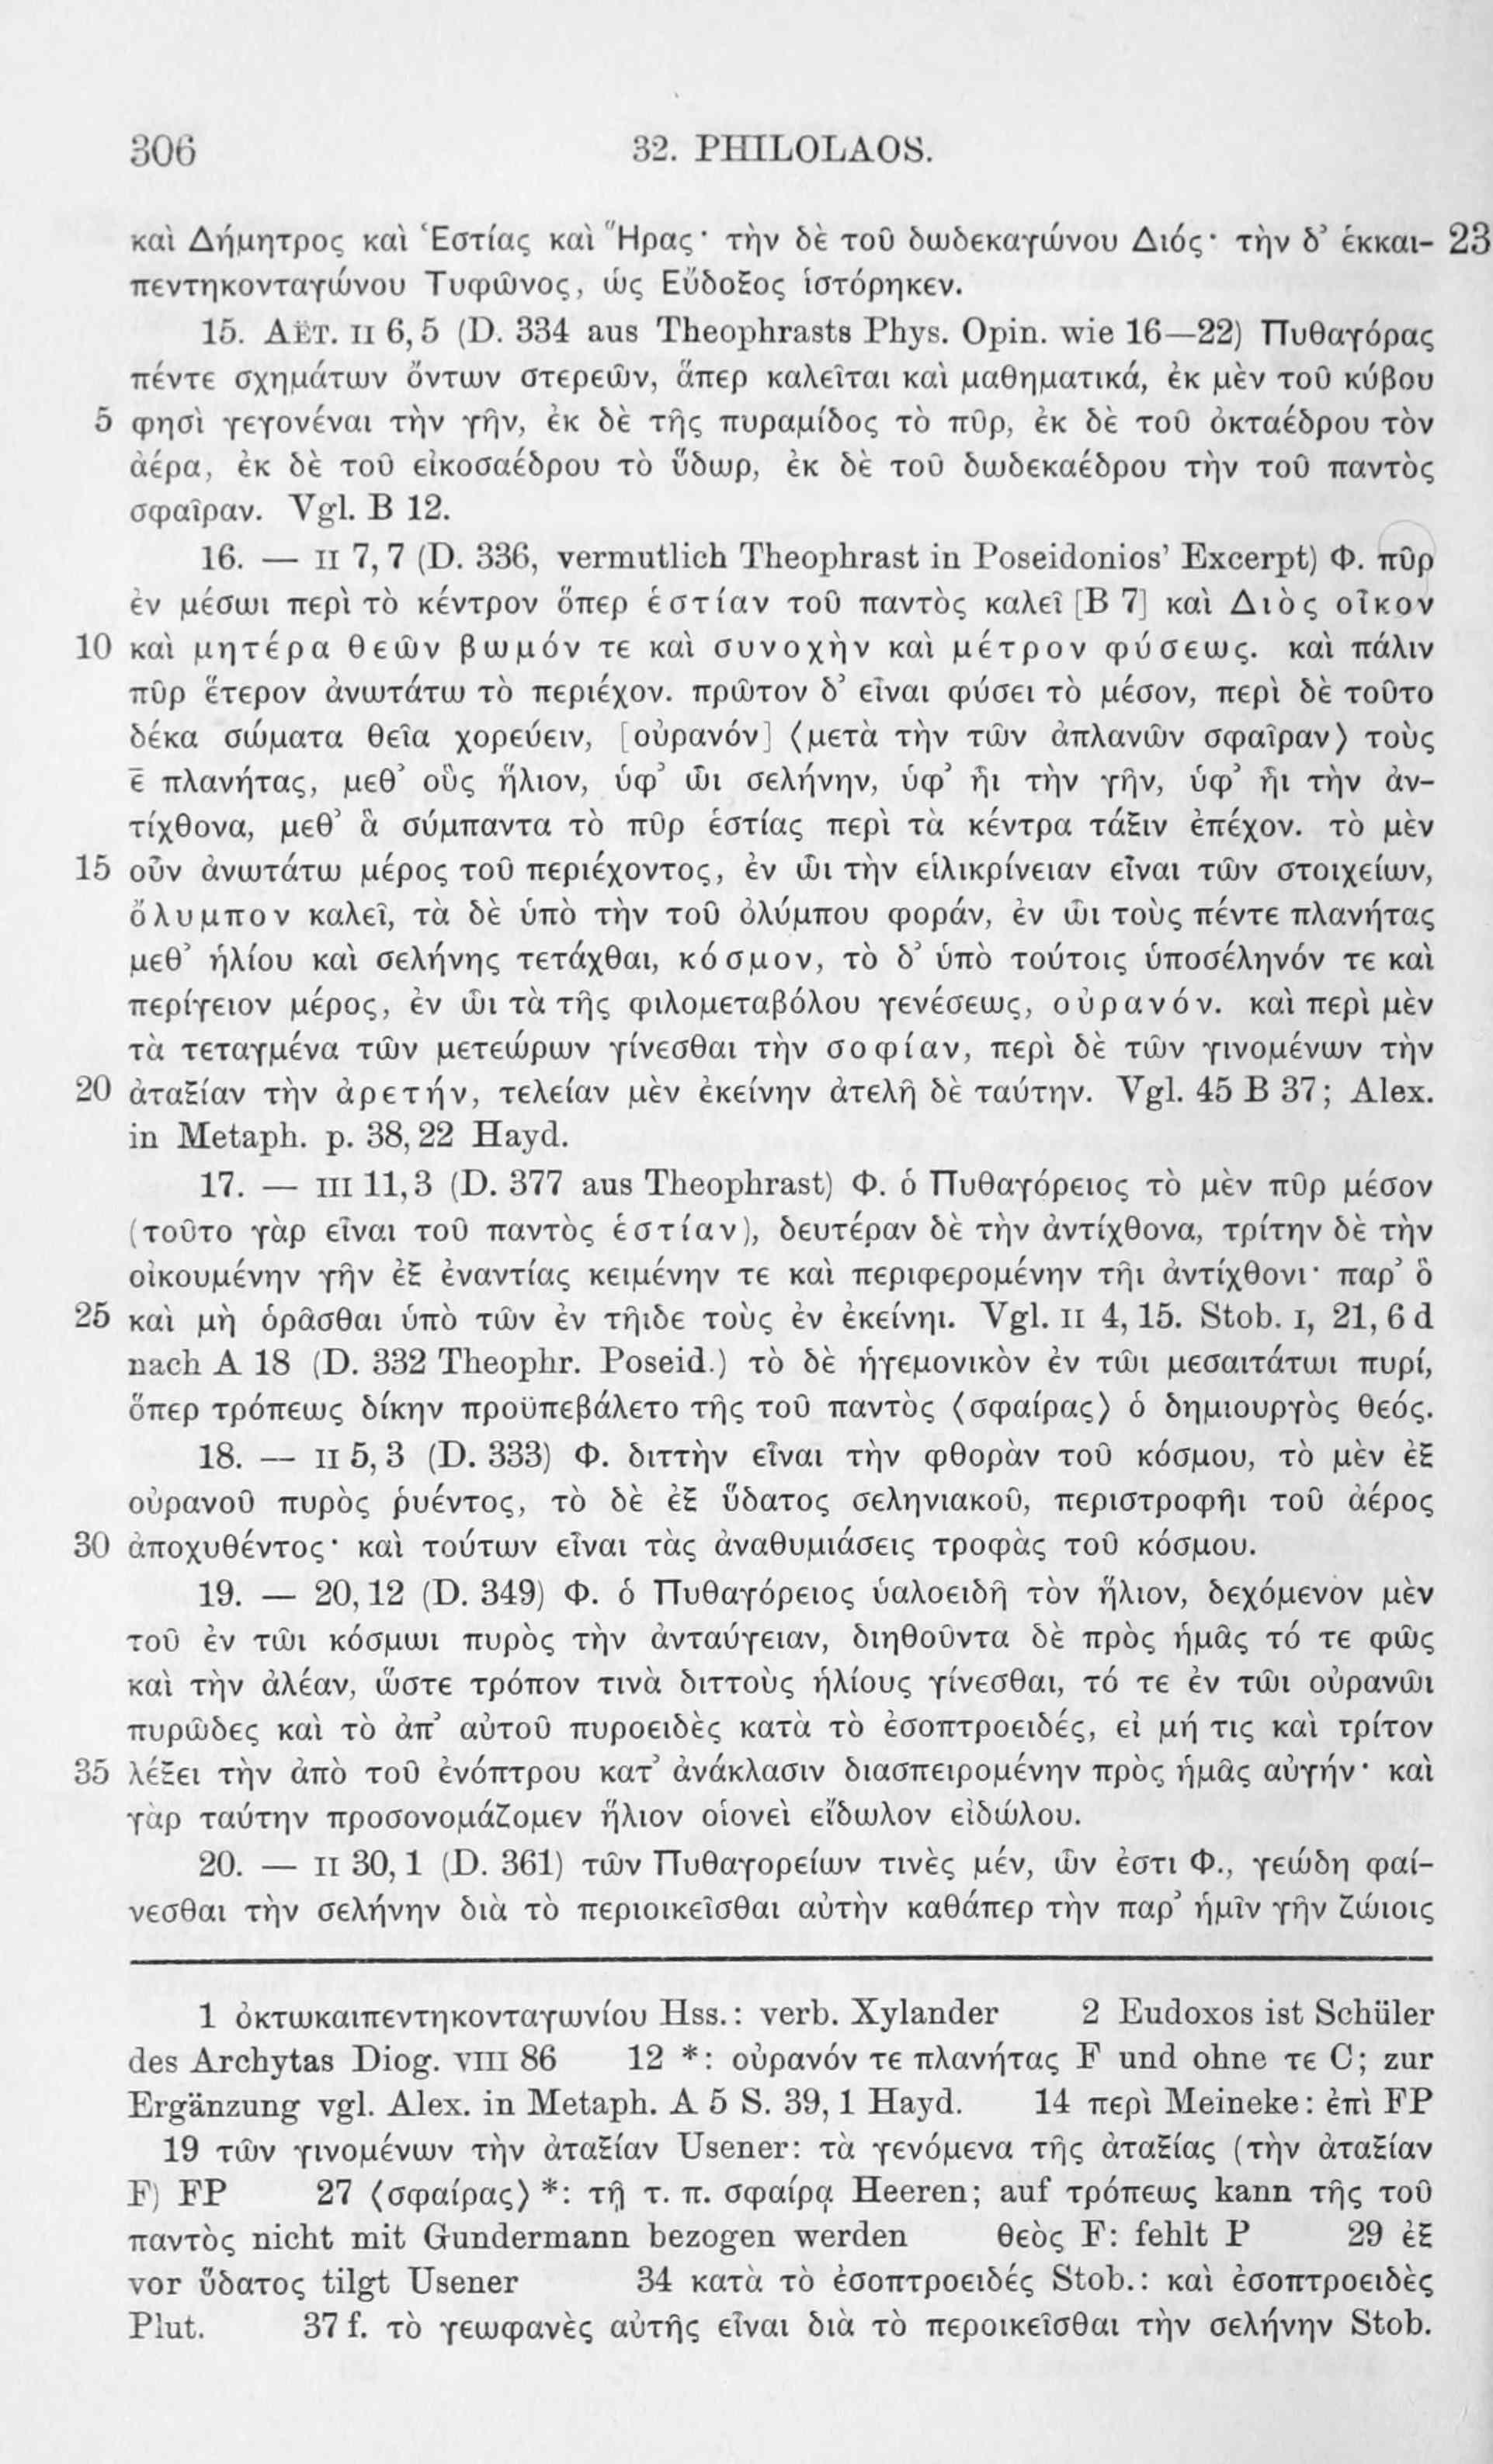 306 32. PHILOLAOS.
καὶ Δήμητρος καὶ Ἑστίας καὶ Ἥρας· τὴν δὲ τοῦ δωδεκαγώνου Διός· τὴν δ’ ἑκκαι- 23
πεντηκονταγώνου Τυφῶνος, ὡς Εὔδοξος ἱστόρηκεν.
15. AËT. II 6,5 (D. 334 aus Theophrasts Phys. Opin. wie 16—22) Πυθαγόρας
πέντε σχημάτων ὄντων στερεῶν, ἅπερ καλεῖται καὶ μαθηματικά, ἐκ μὲν τοῦ κύβου
5 φησὶ γεγονέναι τὴν γῆν, ἐκ δὲ τῆς πυραμίδος τὸ πῦρ, ἐκ δὲ τοῦ ὀκταέδρου τὸν
ἀέρα, ἐκ δὲ τοῦ εἰκοσαέδρου τὸ ὕδωρ, ἐκ δὲ τοῦ δωδεκαέδρου τὴν τοῦ παντὸς
σφαῖραν. Vgl. B 12.
16. — II 7,7 (D. 336, vermutlich Theophrast in Poseidonios’ Excerpt) Φ. πῦρ
ἐν μέσωι περὶ τὸ κέντρον ὅπερ ἑστίαν τοῦ παντὸς καλεῖ [B 7] καὶ Διὸς οἶκον
10 καὶ μητέρα θεῶν βωμόν τε καὶ συνοχὴν καὶ μέτρον φύσεως. καὶ πάλιν
πῦρ ἕτερον ἀνωτάτω τὸ περιέχον. πρῶτον δ’ εἶναι φύσει τὸ μέσον, περὶ δὲ τοῦτο
δέκα σώματα θεῖα χορεύειν, [οὐρανόν] ⟨μετὰ τὴν τῶν ἀπλανῶν σφαῖραν⟩ τοὺς
ε̄ πλανήτας, μεθ’ οὓς ἥλιον, ὑφ’ ὧι σελήνην, ὑφ’ ἧι τὴν γῆν, ὑφ’ ἧι τὴν ἀν-
τίχθονα, μεθ’ ἃ σύμπαντα τὸ πῦρ ἑστίας περὶ τὰ κέντρα τάξιν ἐπέχον. τὸ μὲν
15 οὖν ἀνωτάτω μέρος τοῦ περιέχοντος, ἐν ὧι τὴν εἱλικρίνειαν εἶναι τῶν στοιχείων,
ὄλυμπον καλεῖ, τὰ δὲ ὑπὸ τὴν τοῦ ὀλύμπου φοράν, ἐν ὧι τοὺς πέντε πλανήτας
μεθ’ ἡλίου καὶ σελήνης τετάχθαι, κόσμον, τὸ δ’ ὑπὸ τούτοις ὑποσέληνόν τε καὶ
περίγειον μέρος, ἐν ὧι τὰ τῆς φιλομεταβόλου γενέσεως, οὐρανόν. καὶ περὶ μὲν
τὰ τεταγμένα τῶν μετεώρων γίνεσθαι τὴν σοφίαν, περὶ δὲ τῶν γινομένων τὴν
20 ἀταξίαν τὴν ἀρετήν, τελείαν μὲν ἐκείνην ἀτελῆ δὲ ταύτην. Vgl. 45 B 37; Alex.
in Metaph. p. 38,22 Hayd.
17. — III 11,3 (D. 377 aus Theophrast) Φ. ὁ Πυθαγόρειος τὸ μὲν πῦρ μέσον
(τοῦτο γὰρ εἶναι τοῦ παντὸς ἑστίαν), δευτέραν δὲ τὴν ἀντίχθονα, τρίτην δὲ τὴν
οἰκουμένην γῆν ἐξ ἐναντίας κειμένην τε καὶ περιφερομένην τῆι ἀντίχθονι· παρ’ ὃ
25 καὶ μὴ ὁρᾶσθαι ὑπὸ τῶν ἐν τῆιδε τοὺς ἐν ἐκείνηι. Vgl. II 4,15. Stob. I, 21, 6 d
nach A 18 (D. 332 Theophr. Poseid.) τὸ δὲ ἡγεμονικὸν ἐν τῶι μεσαιτάτωι πυρί,
ὅπερ τρόπεως δίκην προϋπεβάλετο τῆς τοῦ παντὸς ⟨σφαίρας⟩ ὁ δημιουργὸς θεός.
18. — II 5,3 (D. 333) Φ. διττὴν εἶναι τὴν φθορὰν τοῦ κόσμου, τὸ μὲν ἐξ
οὐρανοῦ πυρὸς ῥυέντος, τὸ δὲ ἐξ ὕδατος σεληνιακοῦ, περιστροφῆι τοῦ ἀέρος
30 ἀποχυθέντος· καὶ τούτων εἶναι τὰς ἀναθυμιάσεις τροφὰς τοῦ κόσμου.
19. — 20,12 (D. 349) Φ. ὁ Πυθαγόρειος ὑαλοειδῆ τὸν ἥλιον, δεχόμενον μὲν
τοῦ ἐν τῶι κόσμωι πυρὸς τὴν ἀνταύγειαν, διηθοῦντα δὲ πρὸς ἡμᾶς τό τε φῶς
καὶ τὴν ἀλέαν, ὥστε τρόπον τινὰ διττοὺς ἡλίους γίνεσθαι, τό τε ἐν τῶι οὐρανῶι
πυρῶδες καὶ τὸ ἀπ’ αὐτοῦ πυροειδὲς κατὰ τὸ ἐσοπτροειδές, εἰ μή τις καὶ τρίτον
35 λέξει τὴν ἀπὸ τοῦ ἐνόπτρου κατ’ ἀνάκλασιν διασπειρομένην πρὸς ἡμᾶς αὐγήν· καὶ
γὰρ ταύτην προσονομάζομεν ἥλιον οἱονεὶ εἴδωλον εἰδώλου.
20. — II 30,1 (D. 361) τῶν Πυθαγορείων τινὲς μέν, ὧν ἐστι Φ., γεώδη φαί-
νεσθαι τὴν σελήνην διὰ τὸ περιοικεῖσθαι αὐτὴν καθάπερ τὴν παρ’ ἡμῖν γῆν ζώιοις
1 ὀκτωκαιπεντηκονταγωνίου Hss.: verb. Xylander 2 Eudoxos ist Schüler
des Archytas Diog. VIII 86 12 *: οὐρανόν τε πλανήτας F und ohne τε C; zur
Ergänzung vgl. Alex. in Metaph. A 5 S. 39,1 Hayd. 14 περὶ Meineke: ἐπὶ FP
19 τῶν γινομένων τὴν ἀταξίαν Usener: τὰ γενόμενα τῆς ἀταξίας (τὴν ἀταξίαν
F) FP 27 ⟨σφαίρας⟩ *: τῇ τ. π. σφαίρᾳ Heeren; auf τρόπεως kann τῆς τοῦ
παντὸς nicht mit Gundermann bezogen werden θεὸς F: fehlt P 29 ἐξ
vor ὕδατος tilgt Usener 34 κατὰ τὸ ἐσοπτροειδές Stob.: καὶ ἐσοπτροειδὲς
Plut. 37 f. τὸ γεωφανὲς αὐτῆς εἶναι διὰ τὸ περοικεῖσθαι τὴν σελήνην Stob.